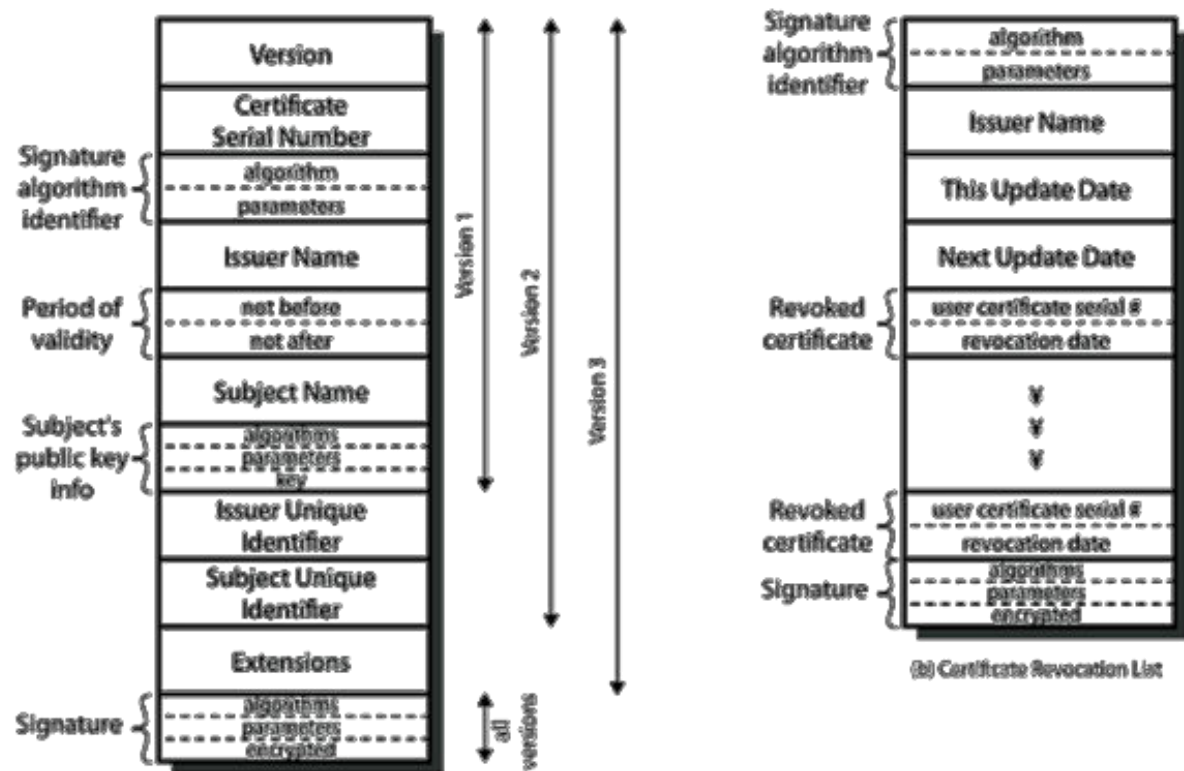 Version
Certificate
Serial Number
Signature
algorithm
identifier
algorithm
parameters
Issuer Name
Period of
validity
not before
not after
Subject Name
Subject's
public key
info
algorithms
parameters
key
Issuer Unique
Identifier
Subject Unique
Identifier
Extensions
Signature
algorithms
parameters
encrypted
Version 1
Version 2
Version 3
all
versions
Signature
algorithm
identifier
algorithm
parameters
Issuer Name
This Update Date
Next Update Date
Revoked
certificate
user certificate serial #
revocation date
¥
¥
¥
Revoked
certificate
user certificate serial #
revocation date
Signature
algorithms
parameters
encrypted
(b) Certificate Revocation List